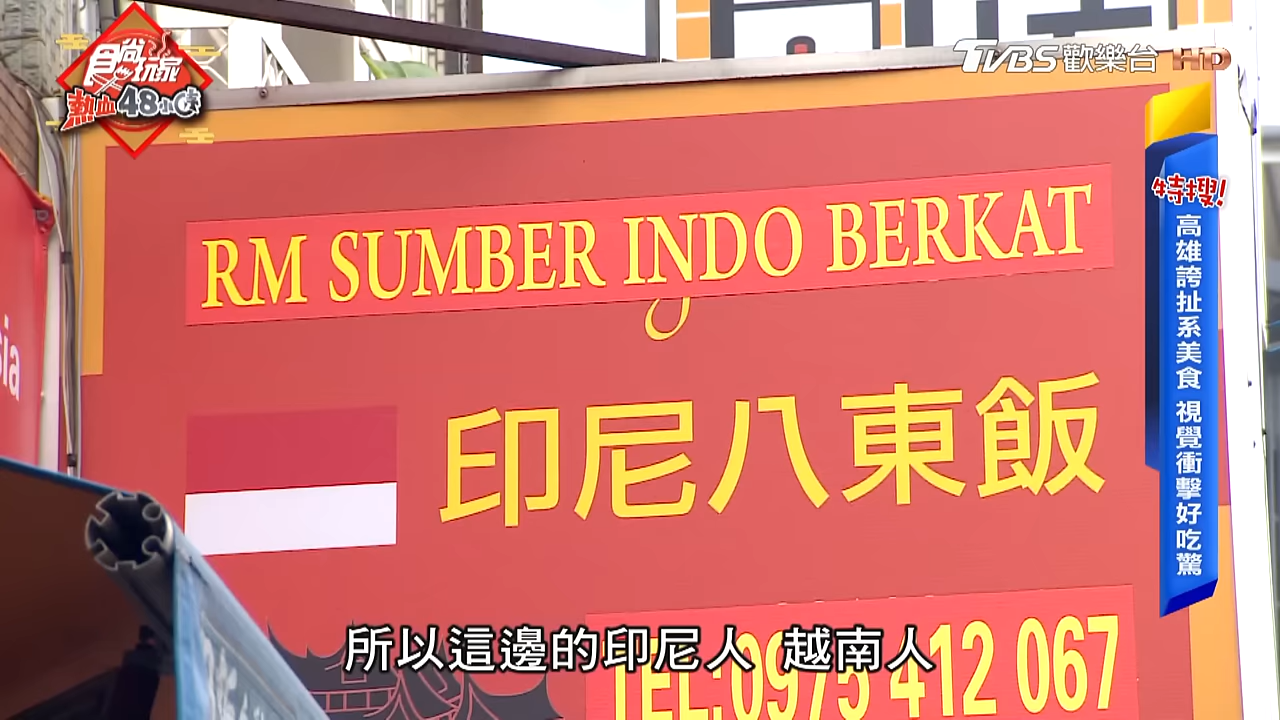 食尚玩家
熱血48小時
TVBS歡樂台 HD
特搜!
高雄誇扯系美食 視覺衝擊好吃驚
RM SUMBER INDO BERKAT
印尼八東飯
sia
TEL:0975 412 067
所以這邊的印尼人 越南人